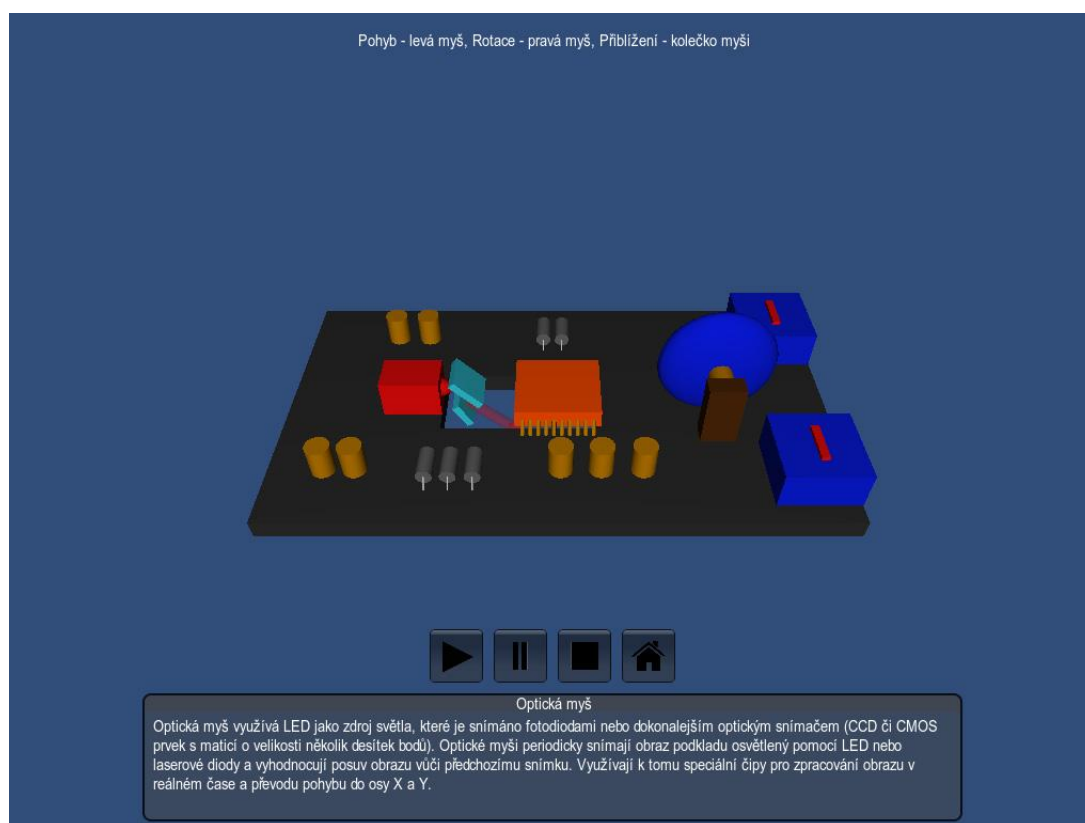 Pohyb - levá myš, Rotace - pravá myš, Přiblížení - kolečko myši
Optická myš
Optická myš využívá LED jako zdroj světla, které je snímáno fotodiodami nebo dokonalejším optickým snímačem (CCD či CMOS
prvek s maticí o velikosti několik desítek bodů). Optické myši periodicky snímají obraz podkladu osvětlený pomocí LED nebo
laserové diody a vyhodnocují posuv obrazu vůči předchozímu snímku. Využívají k tomu speciální čipy pro zpracování obrazu v
reálném čase a převodu pohybu do osy X a Y.